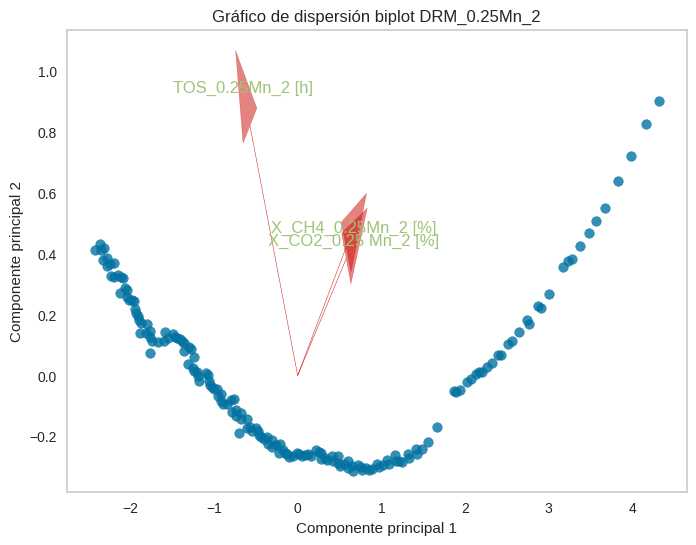 Gráfico de dispersión biplot DRM_0.25Mn_2
1.0
TOS_0.25Mn_2 [h]
0.8
0.6
X_CH4_0.25Mn_2 [%]
X_CO2_0.25 Mn_2 [%]
0.4
0.2
0.0
−0.2
Componente principal 2
−2
−1
0
1
2
3
4
Componente principal 1